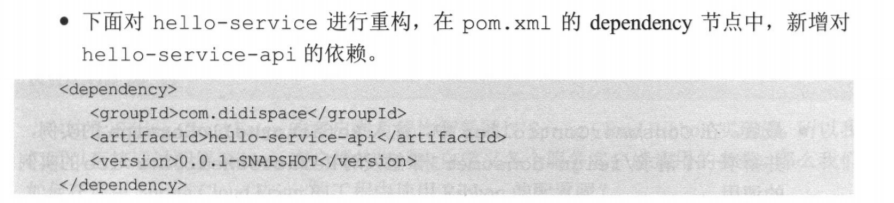 • 下面对 hello-service 进行重构，在 pom.xml 的 dependency 节点中，新增对
hello-service-api 的依赖。
<dependency>
<groupId>com.didispace</groupId>
<artifactId>hello-service-api</artifactId>
<version>0.0.1-SNAPSHOT</version>
</dependency>